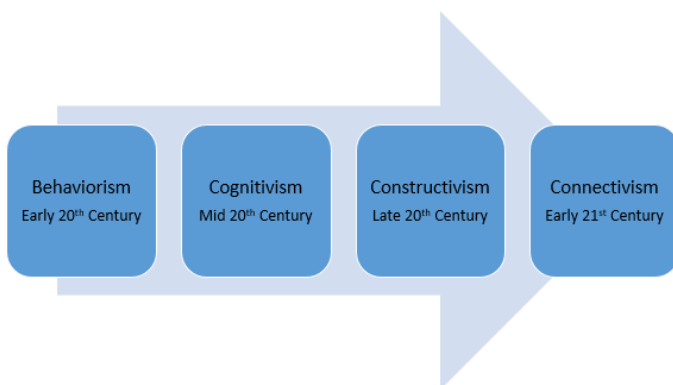 Behaviorism
Early 20th Century
Cognitivism
Mid 20th Century
Constructivism
Late 20th Century
Connectivism
Early 21st Century